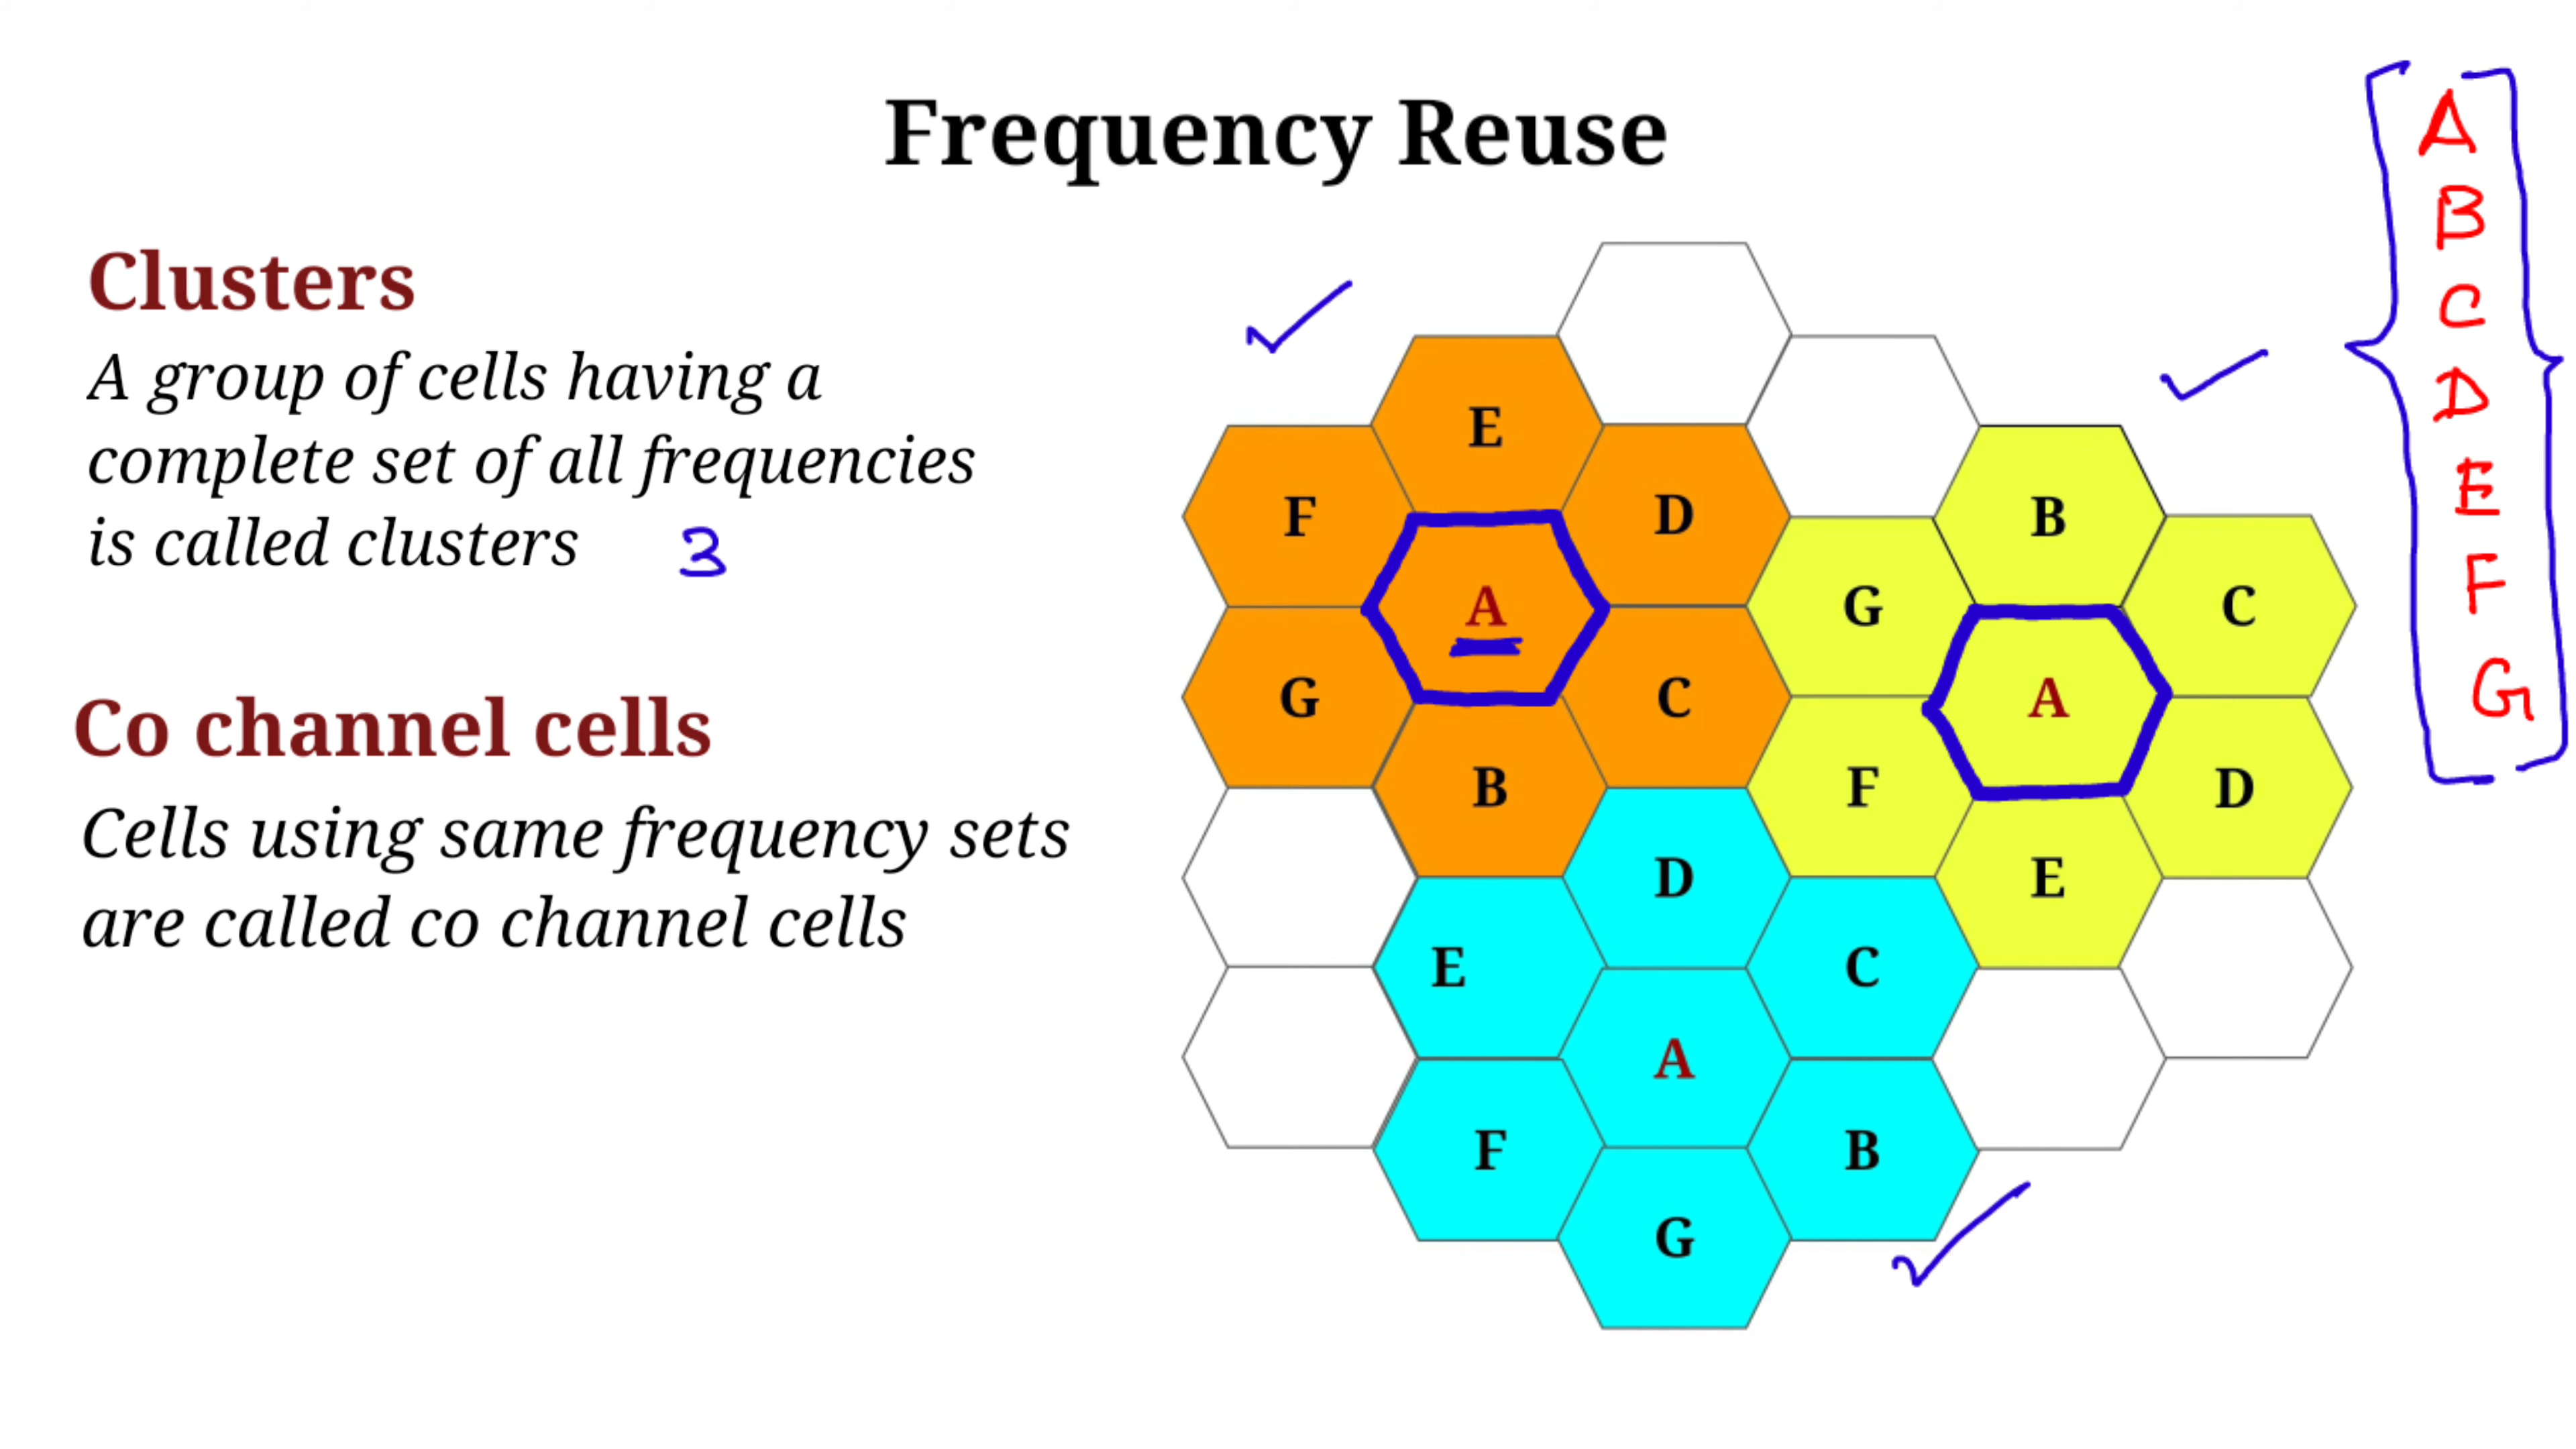 Frequency Reuse
Clusters
A group of cells having a
complete set of all frequencies
is called clusters 3
Co channel cells
Cells using same frequency sets
are called co channel cells
E
F
D
A
G
C
B
B
G
C
A
F
D
E
D
E
C
A
F
B
G
A
B
C
D
E
F
G